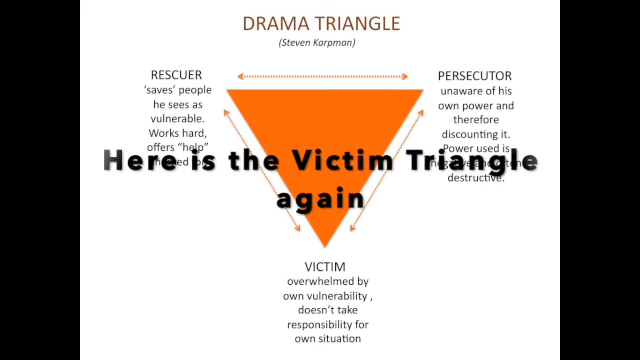 DRAMA TRIANGLE
(Steven Karpman)
RESCUER
'saves' people
he sees as
vulnerable.
Works hard,
offers "help"
PERSECUTOR
unaware of his
own power and
therefore
discounting it.
Power used is
destructive.
Here is the Victim Triangle
again
VICTIM
overwhelmed by
own vulnerability ,
doesn't take
responsibility for
own situation